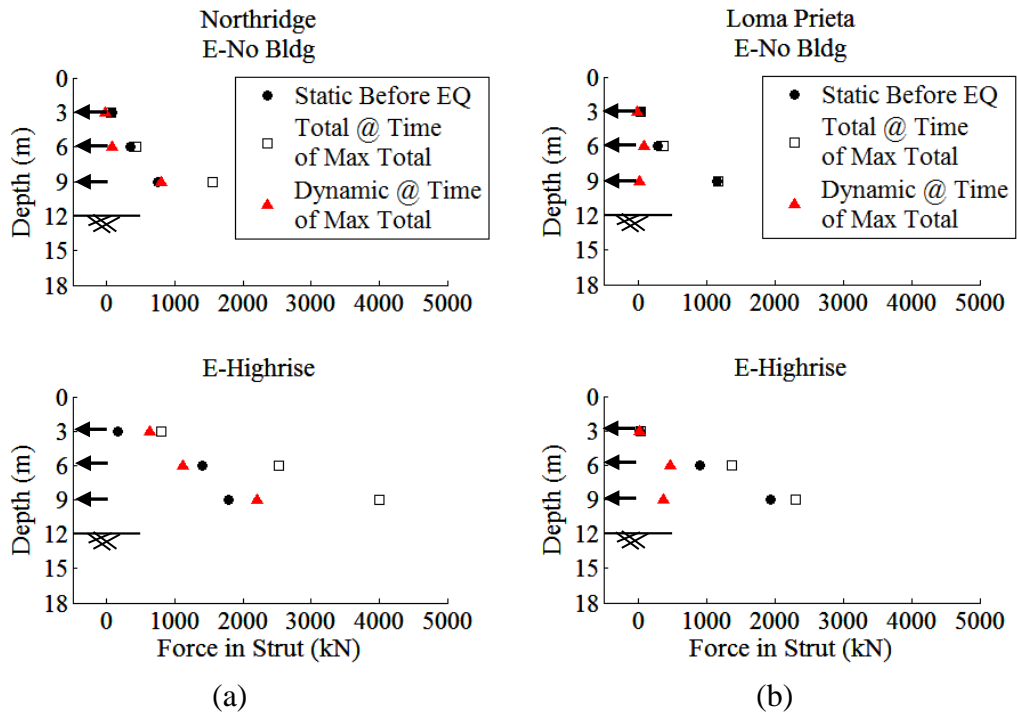 Northridge
E-No Bldg
Depth (m)
0
3
6
9
12
15
18
Static Before EQ
Total @ Time
of Max Total
Dynamic @ Time
of Max Total
0 1000 2000 3000 4000 5000
Loma Prieta
E-No Bldg
Depth (m)
0
3
6
9
12
15
18
Static Before EQ
Total @ Time
of Max Total
Dynamic @ Time
of Max Total
0 1000 2000 3000 4000 5000
E-Highrise
Depth (m)
0
3
6
9
12
15
18
0 1000 2000 3000 4000 5000
Force in Strut (kN)
(a)
E-Highrise
Depth (m)
0
3
6
9
12
15
18
0 1000 2000 3000 4000 5000
Force in Strut (kN)
(b)